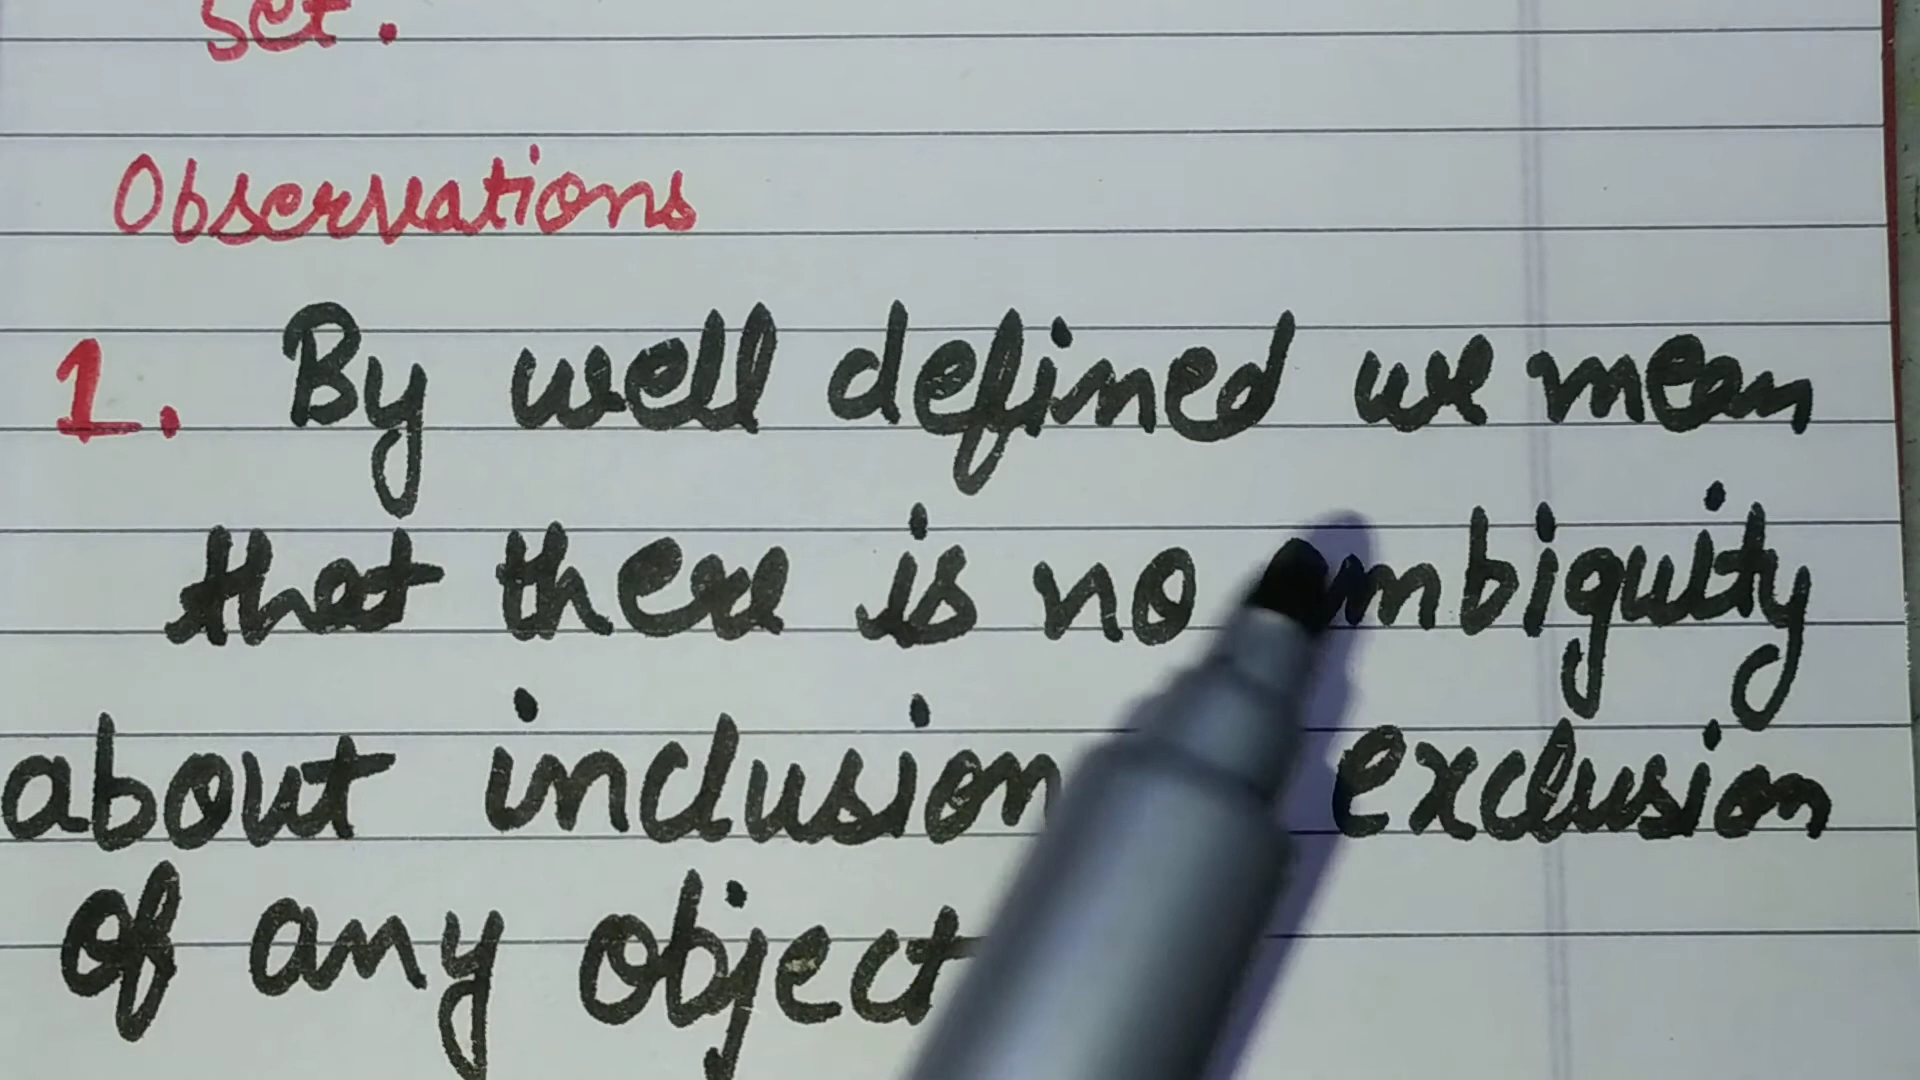 set.
Observations
1. By well defined we mean
that there is no ambiguity
about inclusion exclusion
of any object